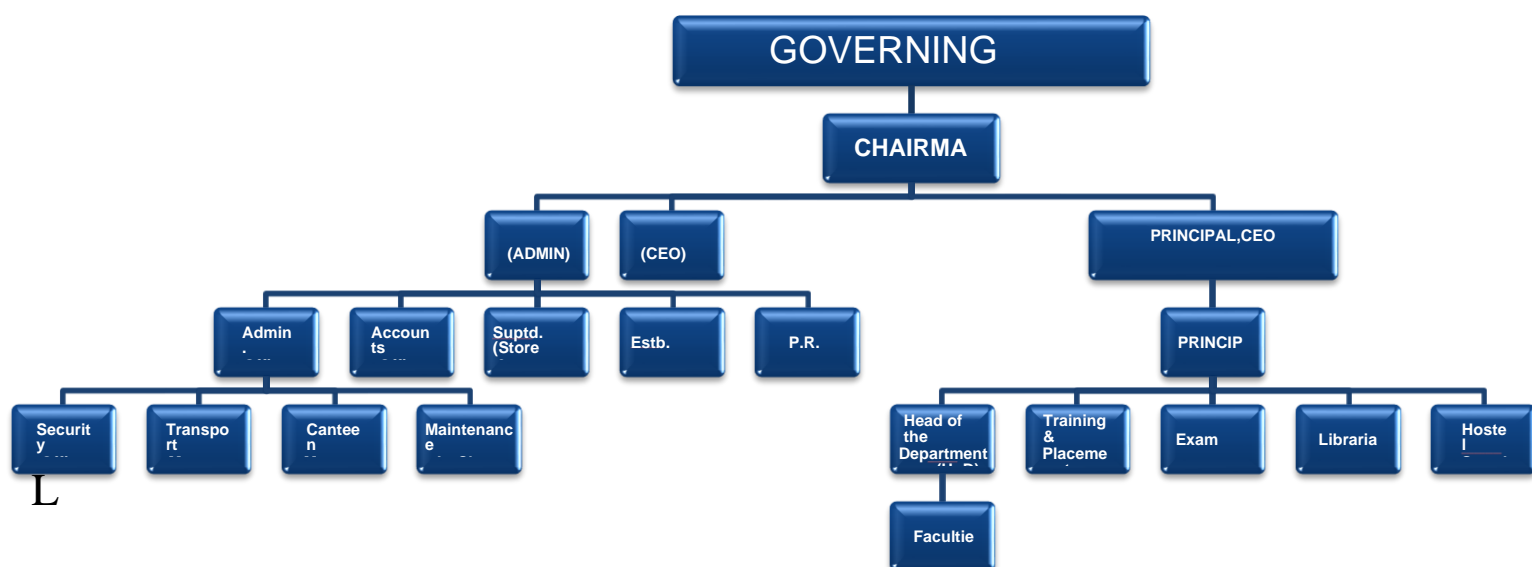 GOVERNING
CHAIRMA
(ADMIN)
(CEO)
PRINCIPAL,CEO
Admin
.
Accoun
ts
Suptd.
(Store
Estb.
P.R.
PRINCIP
Securit
y
Transpo
rt
Cantee
n
Maintenanc
e
Head of
the
Department
Training
&
Placeme
Exam
Libraria
Hoste
l
L
Facultie